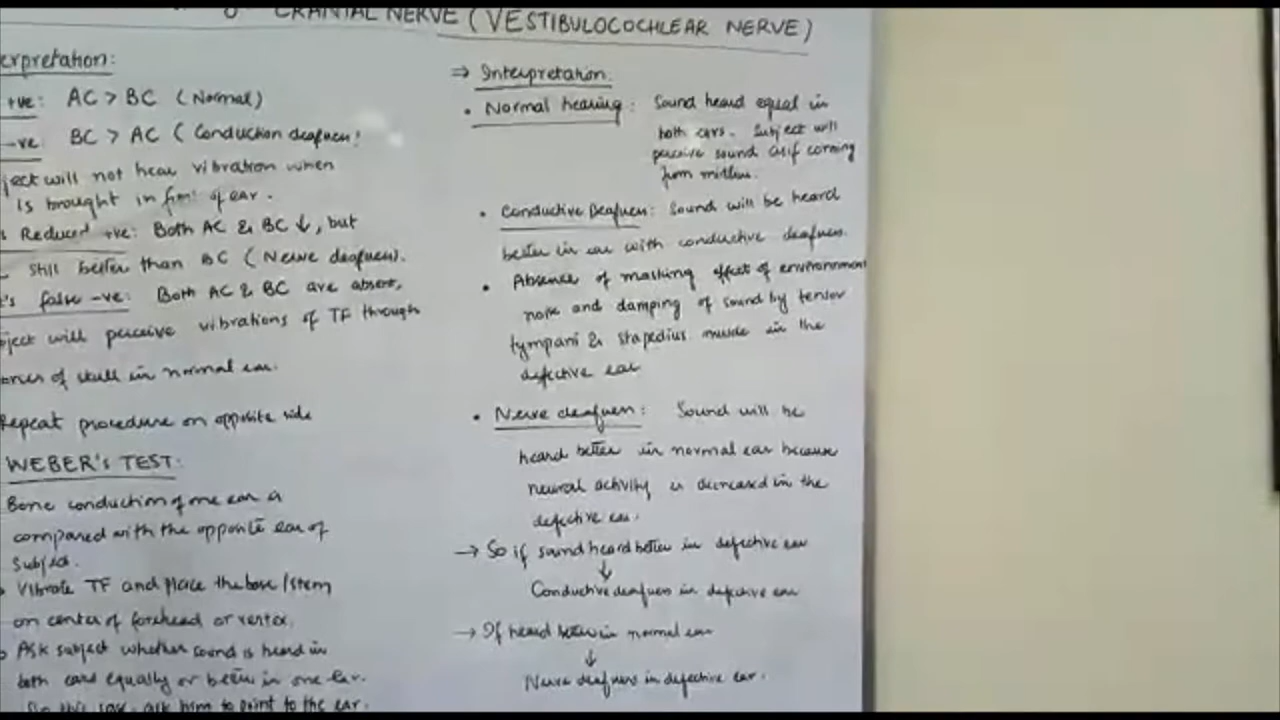 CRANIAL NERVE (VESTIBULOCOCHLEAR NERVE)
erpretation:
+ve: AC > BC (Normal)
-ve: BC > AC (Conduction deafness)
ject will not hear vibration when
is brought in front of ear.
s Reduced +ve: Both AC & BC ↓, but
still better than BC (Nerve deafness).
's false -ve: Both AC & BC are absent,
ject will perceive vibrations of TF through
ones of skull in normal ear.
Repeat procedure on opposite side
WEBER'S TEST:
Bone conduction of one ear is
compared with the opposite ear of
Subject.
Vibrate TF and place the base/stem
on center of forehead or vertex.
Ask subject whether sound is heard in
both ears equally or better in one ear.
ask him to point to the ear.
⇒ Interpretation:
• Normal hearing: Sound heard equal in
both ears. Subject will
perceive sound as if coming
from midline.
• Conductive Deafness: Sound will be heard
better in ear with conductive deafness.
• Absence of masking effect of environment
noise and damping of sound by tensor
tympani & stapedius muscle in the
defective ear
• Nerve deafness: Sound will be
heard better in normal ear because
neural activity is decreased in the
defective ear.
→ So if sound heard better in defective ear
↓
Conductive deafness in defective ear
→ If heard better in normal ear
↓
Nerve deafness in defective ear.